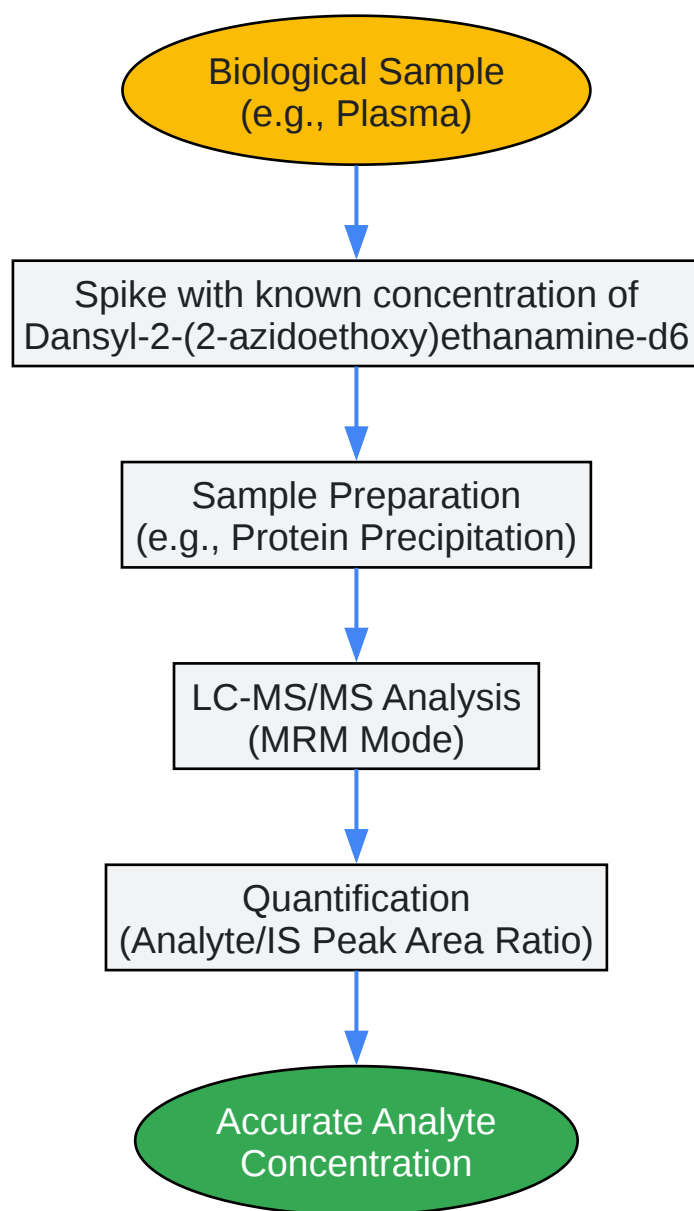 Biological Sample
(e.g., Plasma)
Spike with known concentration of
Dansyl-2-(2-azidoethoxy)ethanamine-d6
Sample Preparation
(e.g., Protein Precipitation)
LC-MS/MS Analysis
(MRM Mode)
Quantification
(Analyte/IS Peak Area Ratio)
Accurate Analyte
Concentration